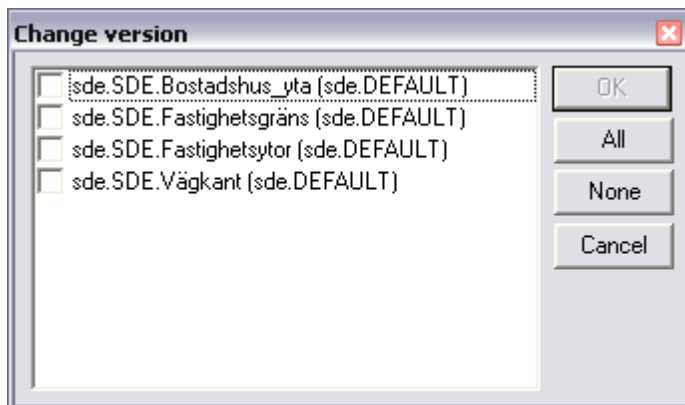 Change version
sde.SDE.Bostadshus_yta (sde.DEFAULT)
sde.SDE.Fastighetsgräns (sde.DEFAULT)
sde.SDE.Fastighetsytor (sde.DEFAULT)
sde.SDE.Vägkant (sde.DEFAULT)
OK
All
None
Cancel